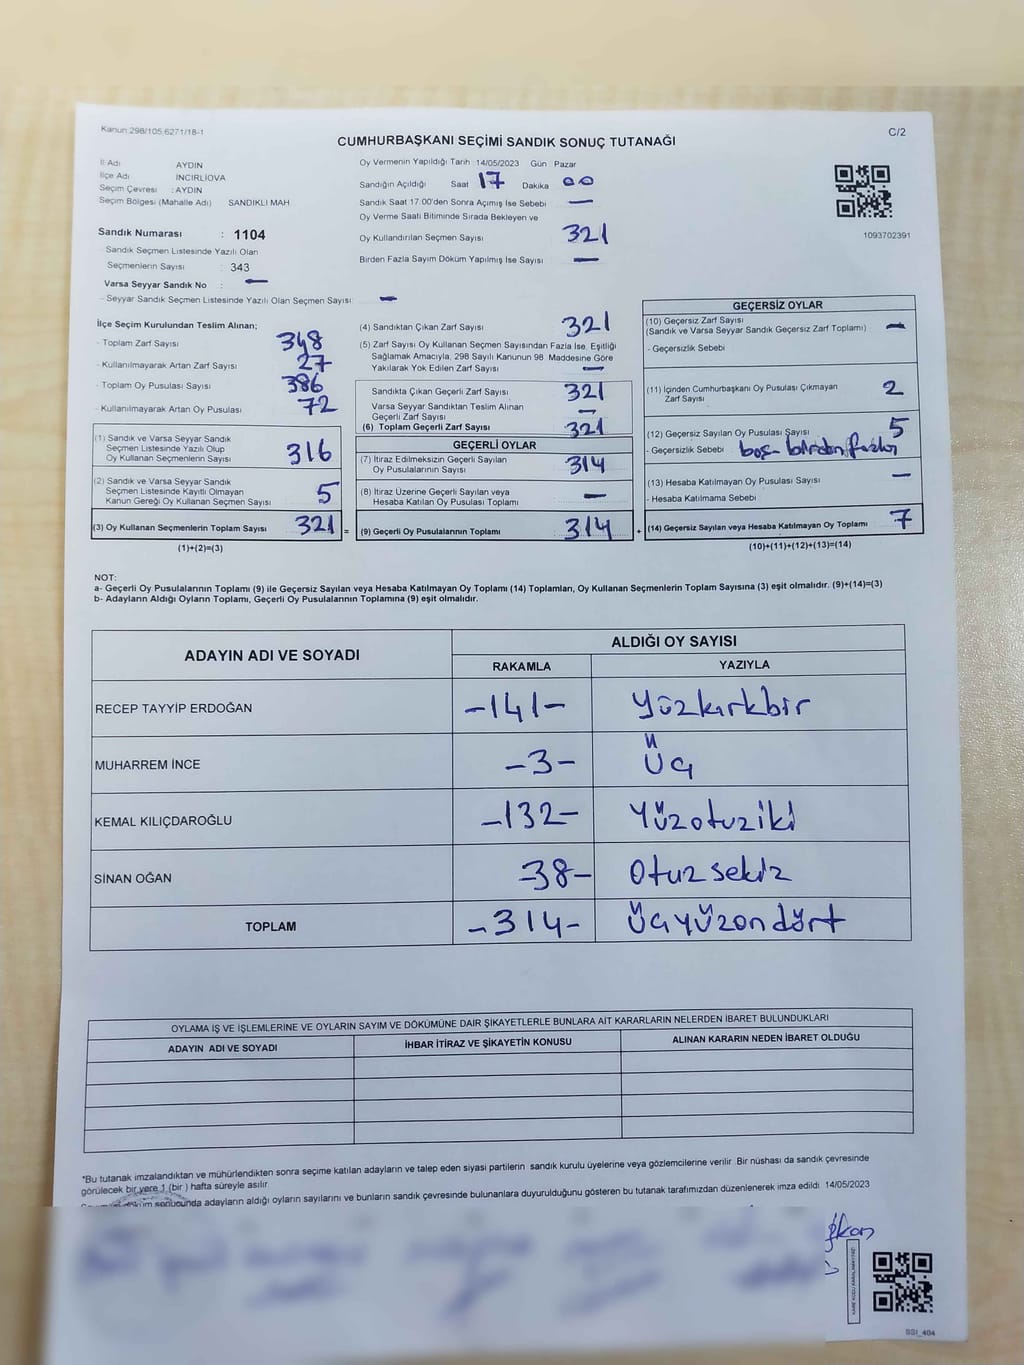 Kanun:298/105,6271/18-1
C/2
CUMHURBAŞKANI SEÇİMİ SANDIK SONUÇ TUTANAĞI
İl Adı AYDIN
İlçe Adı İNCİRLİOVA
Seçim Çevresi : AYDIN
Seçim Bölgesi (Mahalle Adı) SANDIKLI MAH
Sandık Numarası : 1104
Sandık Seçmen Listesinde Yazılı Olan
Seçmenlerin Sayısı : 343
Varsa Seyyar Sandık No : -
- Seyyar Sandık Seçmen Listesinde Yazılı Olan Seçmen Sayısı: -
Oy Vermenin Yapıldığı Tarih 14/05/2023 Gün Pazar
Sandığın Açıldığı Saat 17 Dakika 00
Sandık Saat 17:00'den Sonra Açımış İse Sebebi -
Oy Verme Saati Bitiminde Sırada Bekleyen ve
Oy Kullandırılan Seçmen Sayısı 321
Birden Fazla Sayım Döküm Yapılmış İse Sayısı -
1093702391
İlçe Seçim Kurulundan Teslim Alınan;
- Toplam Zarf Sayısı 348
- Kullanılmayarak Artan Zarf Sayısı 27
- Toplam Oy Pusulası Sayısı 386
- Kullanılmayarak Artan Oy Pusulası 72
(1) Sandık ve Varsa Seyyar Sandık
Seçmen Listesinde Yazılı Olup
Oy Kullanan Seçmenlerin Sayısı 316
(2) Sandık ve Varsa Seyyar Sandık
Seçmen Listesinde Kayıtlı Olmayan
Kanun Gereği Oy Kullanan Seçmen Sayısı 5
(3) Oy Kullanan Seçmenlerin Toplam Sayısı 321 =
(1)+(2)=(3)
(4) Sandıktan Çıkan Zarf Sayısı 321
(5) Zarf Sayısı Oy Kullanan Seçmen Sayısından Fazla İse, Eşitliği
Sağlamak Amacıyla, 298 Sayılı Kanunun 98. Maddesine Göre
Yakılarak Yok Edilen Zarf Sayısı -
Sandıkta Çıkan Geçerli Zarf Sayısı 321
Varsa Seyyar Sandıktan Teslim Alınan
Geçerli Zarf Sayısı -
(6) Toplam Geçerli Zarf Sayısı 321
GEÇERLİ OYLAR
(7) İtiraz Edilmeksizin Geçerli Sayılan
Oy Pusulalarının Sayısı 314
(8) İtiraz Üzerine Geçerli Sayılan veya
Hesaba Katılan Oy Pusulası Toplamı -
(9) Geçerli Oy Pusulalarının Toplamı 314 +
GEÇERSİZ OYLAR
(10) Geçersiz Zarf Sayısı
(Sandık ve Varsa Seyyar Sandık Geçersiz Zarf Toplamı) -
- Geçersizlik Sebebi
(11) İçinden Cumhurbaşkanı Oy Pusulası Çıkmayan
Zarf Sayısı 2
(12) Geçersiz Sayılan Oy Pusulası Sayısı 5
- Geçersizlik Sebebi boş - birden fazla
(13) Hesaba Katılmayan Oy Pusulası Sayısı -
- Hesaba Katılmama Sebebi
(14) Geçersiz Sayılan veya Hesaba Katılmayan Oy Toplamı 7
(10)+(11)+(12)+(13)=(14)
NOT:
a- Geçerli Oy Pusulalarının Toplamı (9) ile Geçersiz Sayılan veya Hesaba Katılmayan Oy Toplamı (14) Toplamları, Oy Kullanan Seçmenlerin Toplam Sayısına (3) eşit olmalıdır. (9)+(14)=(3)
b- Adayların Aldığı Oyların Toplamı, Geçerli Oy Pusulalarının Toplamına (9) eşit olmalıdır.
ADAYIN ADI VE SOYADI
ALDIĞI OY SAYISI
RAKAMLA YAZIYLA
RECEP TAYYİP ERDOĞAN -141- Yüzkırkbir
MUHARREM İNCE -3- Üç
KEMAL KILIÇDAROĞLU -132- Yüzotuziki
SİNAN OĞAN -38- Otuzsekiz
TOPLAM -314- Üçyüzondört
OYLAMA İŞ VE İŞLEMLERİNE VE OYLARIN SAYIM VE DÖKÜMÜNE DAİR ŞİKAYETLERLE BUNLARA AİT KARARLARIN NELERDEN İBARET BULUNDUKLARI
ADAYIN ADI VE SOYADI İHBAR İTİRAZ VE ŞİKAYETİN KONUSU ALINAN KARARIN NEDEN İBARET OLDUĞU
*Bu tutanak imzalandıktan ve mühürlendikten sonra seçime katılan adayların ve talep eden siyasi partilerin sandık kurulu üyelerine veya gözlemcilerine verilir. Bir nüshası da sandık çevresinde
görülecek bir yere 1 (bir) hafta süreyle asılır.
sonucunda adayların aldığı oyların sayılarını ve bunların sandık çevresinde bulunanlara duyurulduğunu gösteren bu tutanak tarafımızdan düzenlenerek imza edildi. 14/05/2023
SSİ_404